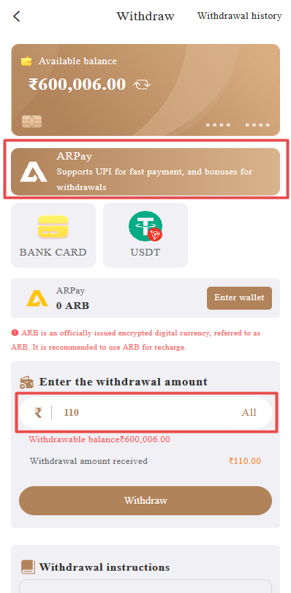 Withdraw
Withdrawal history
Available balance
₹600,006.00
ARPay
Supports UPI for fast payment, and bonuses for
withdrawals
BANK CARD
USDT
ARPay
0 ARB
Enter wallet
ARB is an officially issued encrypted digital currency, referred to as
ARB. It is recommended to use ARB for recharge.
Enter the withdrawal amount
₹ 110
All
Withdrawable balance₹600,006.00
Withdrawal amount received
₹110.00
Withdraw
Withdrawal instructions